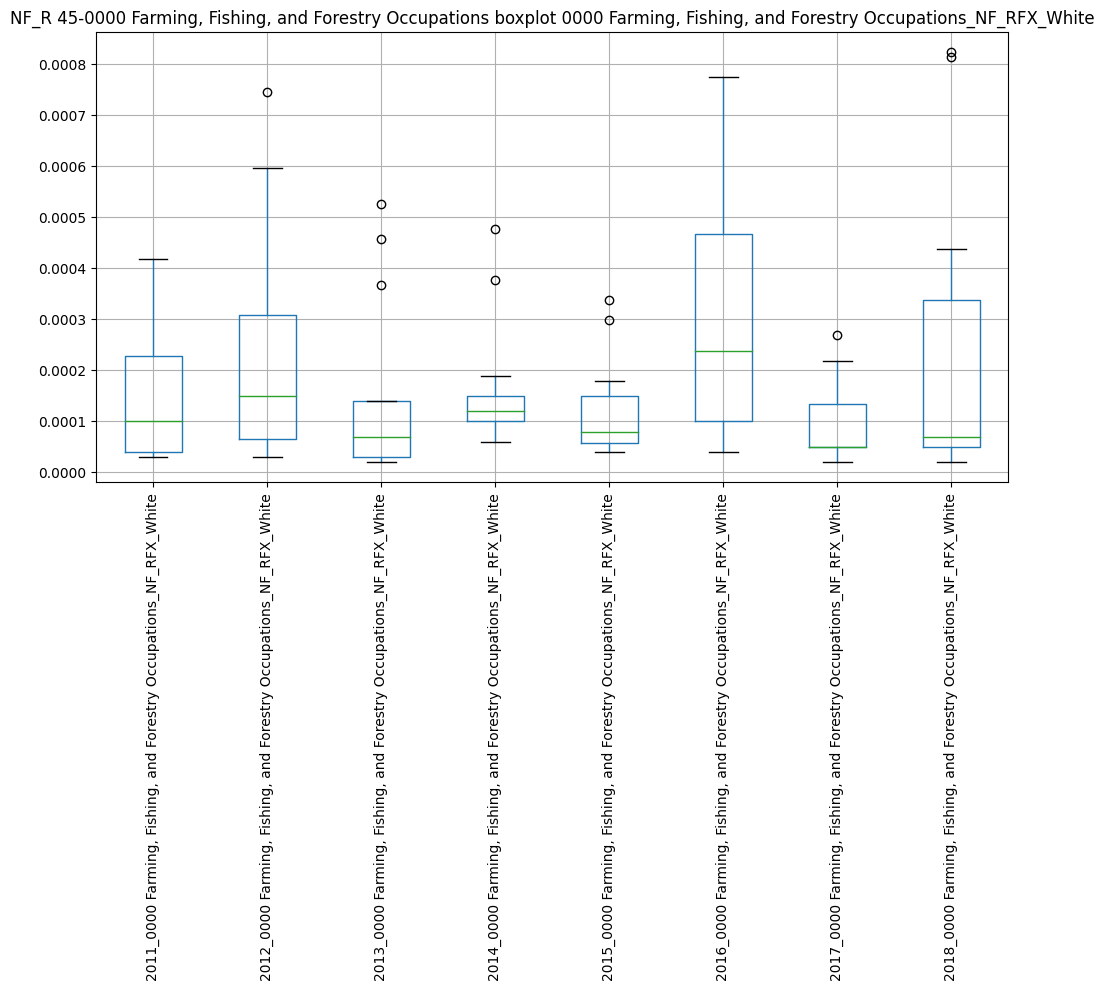 NF_R 45-0000 Farming, Fishing, and Forestry Occupations boxplot 0000 Farming, Fishing, and Forestry Occupations_NF_RFX_White
0.0008
0.0007
0.0006
0.0005
0.0004
0.0003
0.0002
0.0001
0.0000
2011_0000 Farming, Fishing, and Forestry Occupations_NF_RFX_White
2012_0000 Farming, Fishing, and Forestry Occupations_NF_RFX_White
2013_0000 Farming, Fishing, and Forestry Occupations_NF_RFX_White
2014_0000 Farming, Fishing, and Forestry Occupations_NF_RFX_White
2015_0000 Farming, Fishing, and Forestry Occupations_NF_RFX_White
2016_0000 Farming, Fishing, and Forestry Occupations_NF_RFX_White
2017_0000 Farming, Fishing, and Forestry Occupations_NF_RFX_White
2018_0000 Farming, Fishing, and Forestry Occupations_NF_RFX_White